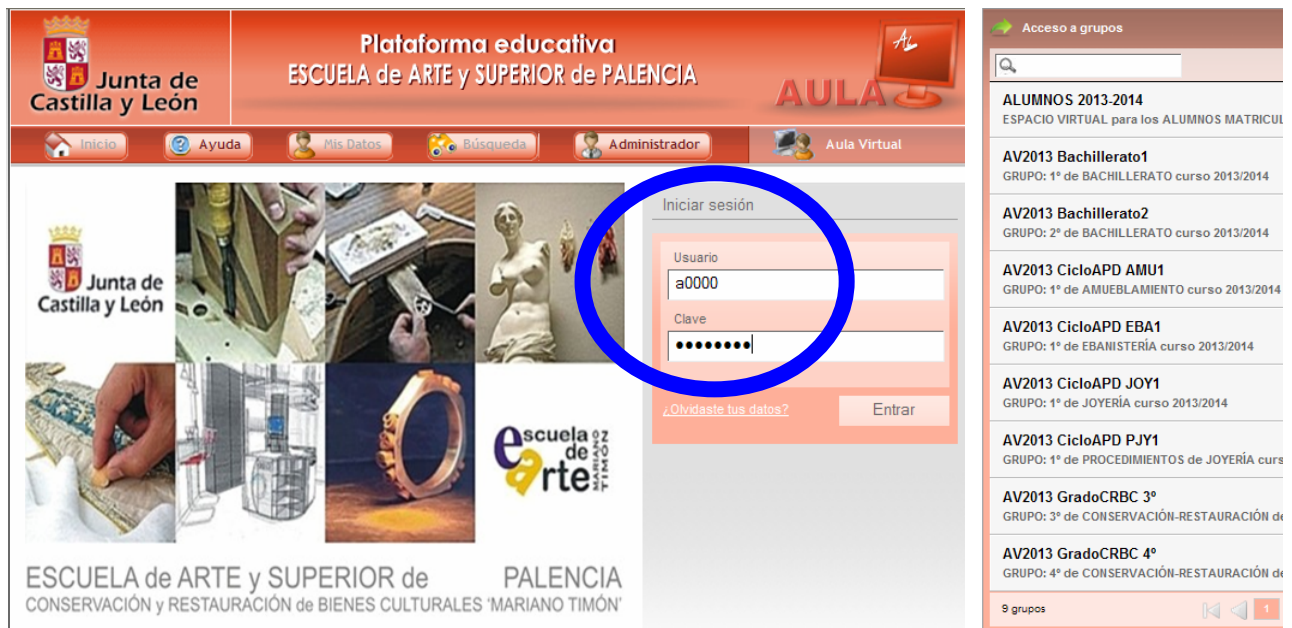 Junta de
Castilla y León
Plataforma educativa
ESCUELA de ARTE y SUPERIOR de PALENCIA
AL
AULA
Inicio
Ayuda
Mis Datos
Búsqueda
Administrador
Aula Virtual
Junta de
Castilla y León
escuela
de
arte
MARIANO
TIMÓN
ESCUELA de ARTE y SUPERIOR de PALENCIA
CONSERVACIÓN y RESTAURACIÓN de BIENES CULTURALES 'MARIANO TIMÓN'
Iniciar sesión
Usuario
a0000
Clave
••••••••
¿Olvidaste tus datos?
Entrar
Acceso a grupos
ALUMNOS 2013-2014
ESPACIO VIRTUAL para los ALUMNOS MATRICUL
AV2013 Bachillerato1
GRUPO: 1º de BACHILLERATO curso 2013/2014
AV2013 Bachillerato2
GRUPO: 2º de BACHILLERATO curso 2013/2014
AV2013 CicloAPD AMU1
GRUPO: 1º de AMUEBLAMIENTO curso 2013/2014
AV2013 CicloAPD EBA1
GRUPO: 1º de EBANISTERÍA curso 2013/2014
AV2013 CicloAPD JOY1
GRUPO: 1º de JOYERÍA curso 2013/2014
AV2013 CicloAPD PJY1
GRUPO: 1º de PROCEDIMIENTOS de JOYERÍA curs
AV2013 GradoCRBC 3º
GRUPO: 3º de CONSERVACIÓN-RESTAURACIÓN de
AV2013 GradoCRBC 4º
GRUPO: 4º de CONSERVACIÓN-RESTAURACIÓN de
9 grupos
1